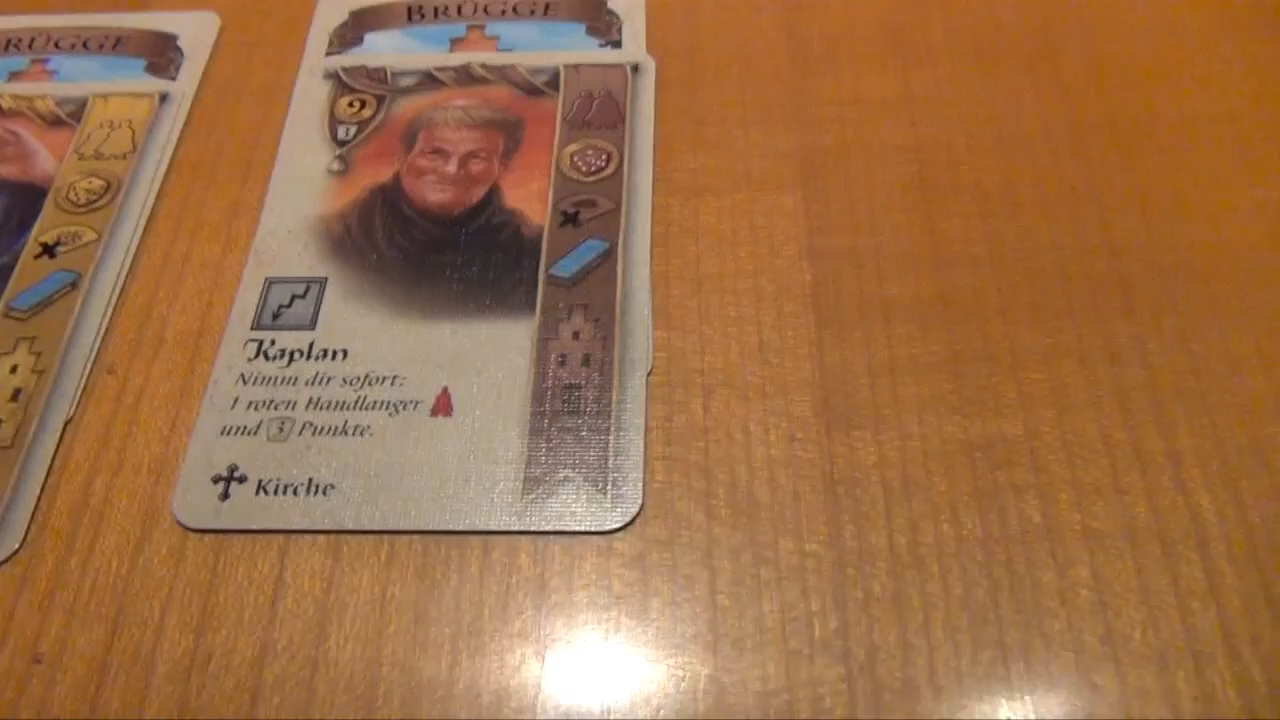 RÜGGE
BRÜGGE
9
3
Kaplan
Nimm dir sofort:
1 roten Handlanger
und 3 Punkte.
Kirche